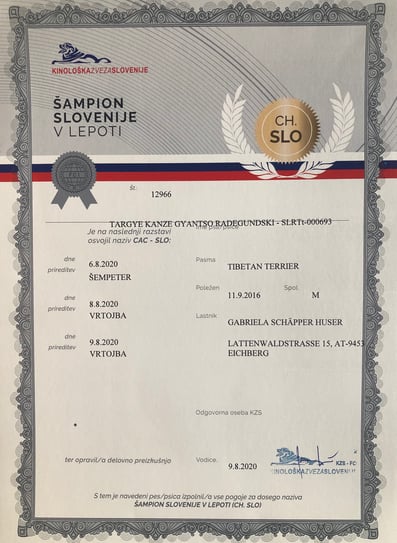 KINOLOŠKAZVEZASLOVENIJE
ŠAMPION
SLOVENIJE
V LEPOTI
CH.
SLO
FCI
št.
12966
TARGYE KANZE GYANTSO RADEGUNDSKI - SLRTt-000693
Je na naslednji razstavi
osvojil naziv CAC - SLO:
dne
6.8.2020
prireditev
ŠEMPETER
Pasma
TIBETAN TERRIER
Poležen
11.9.2016
Spol
M
dne
8.8.2020
prireditev
VRTOJBA
Lastnik
GABRIELA SCHÄPPER HUSER
dne
9.8.2020
prireditev
VRTOJBA
LATTENWALDSTRASSE 15, AT-9453
EICHBERG
Odgovorna oseba KZS
ter opravil/a delovno preizkušnjo
Vodice,
9.8.2020
KZS - FC
KINOLOŠKAZVEZASLOVENIJE
S tem je navedeni pes/psica izpolnil/a vse pogoje za dosego naziva
ŠAMPION SLOVENIJE V LEPOTI (CH. SLO)